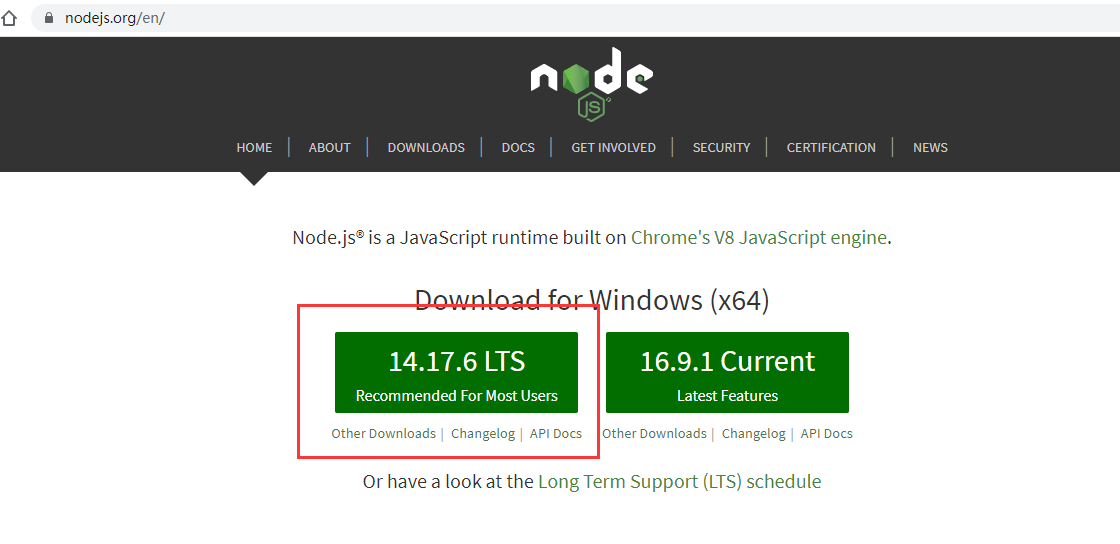 nodejs.org/en/
node
JS
HOME | ABOUT | DOWNLOADS | DOCS | GET INVOLVED | SECURITY | CERTIFICATION | NEWS
Node.js® is a JavaScript runtime built on Chrome's V8 JavaScript engine.
Download for Windows (x64)
14.17.6 LTS
Recommended For Most Users
16.9.1 Current
Latest Features
Other Downloads | Changelog | API Docs
Other Downloads | Changelog | API Docs
Or have a look at the Long Term Support (LTS) schedule